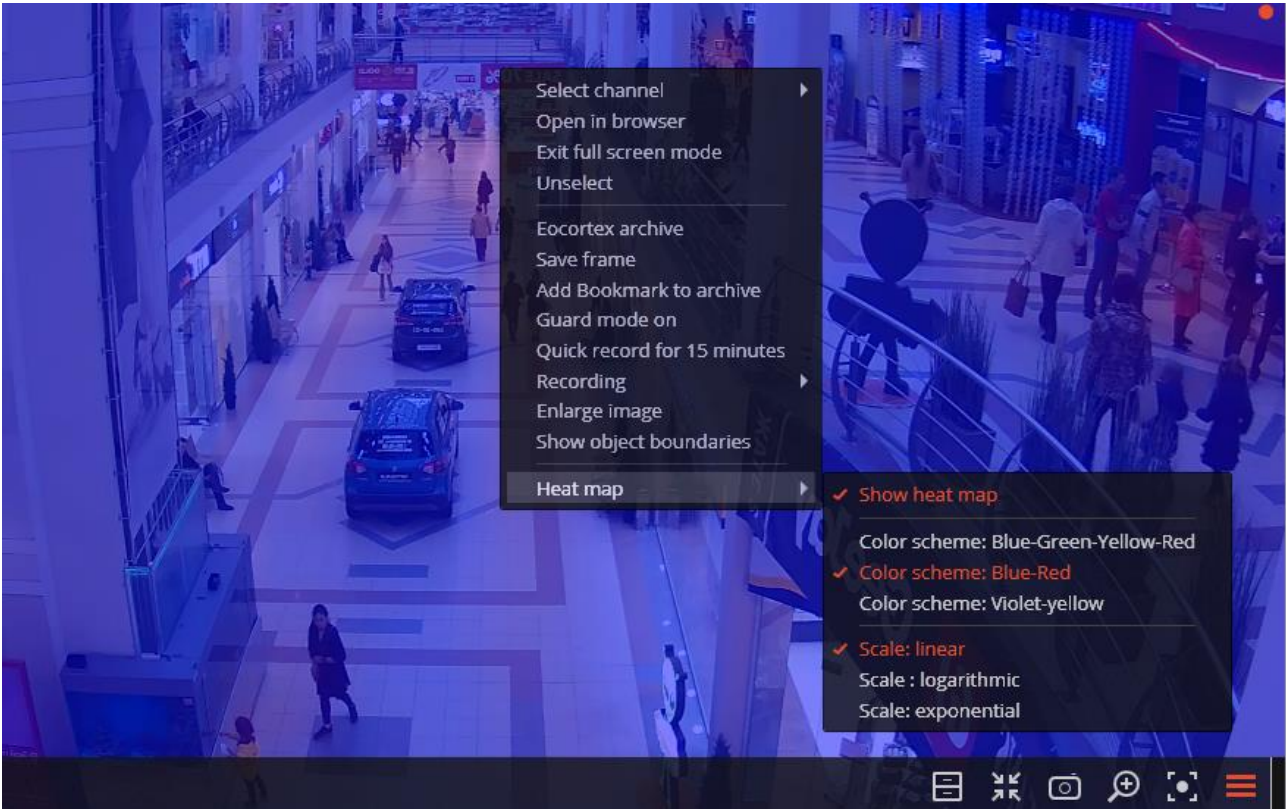 Select channel
Open in browser
Exit full screen mode
Unselect
Eocortex archive
Save frame
Add Bookmark to archive
Guard mode on
Quick record for 15 minutes
Recording
Enlarge image
Show object boundaries
Heat map
Show heat map
Color scheme: Blue-Green-Yellow-Red
Color scheme: Blue-Red
Color scheme: Violet-yellow
Scale: linear
Scale : logarithmic
Scale: exponential